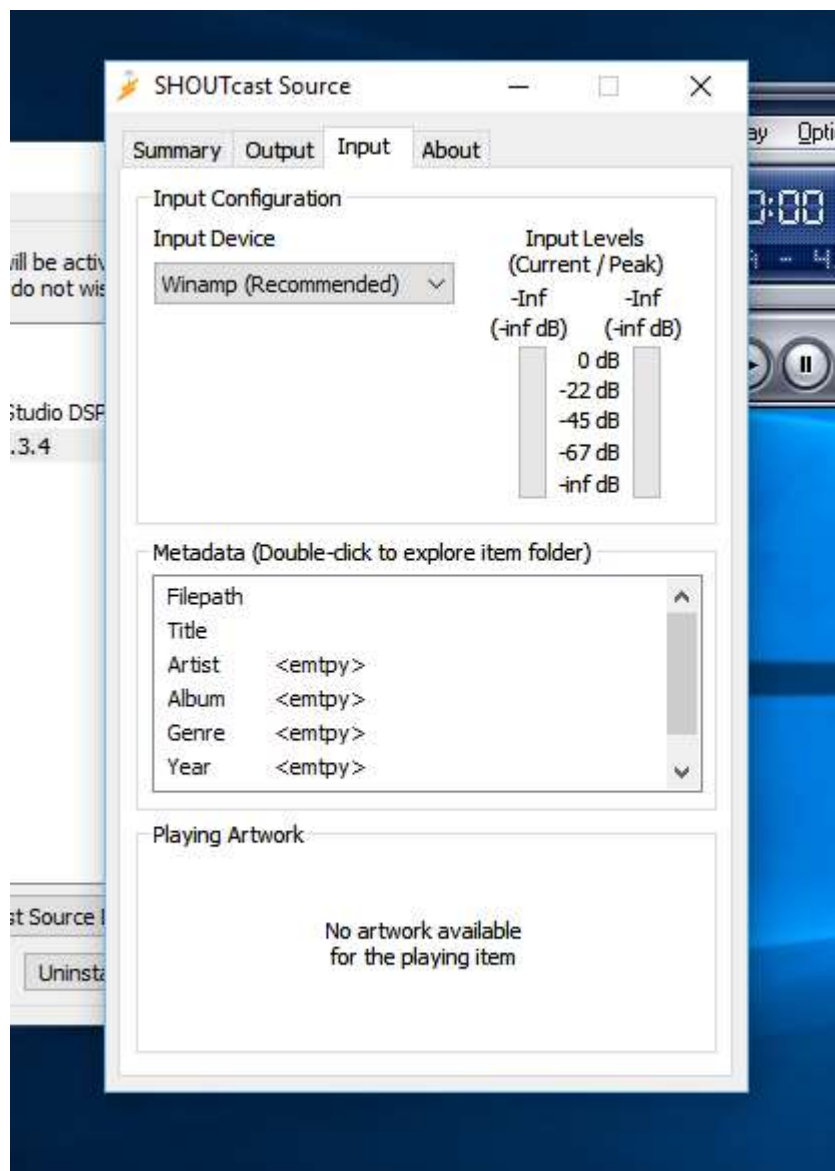 SHOUTcast Source
Summary Output Input About
ay Opti
Input Configuration
Input Device
Winamp (Recommended)
Input Levels
(Current / Peak)
-Inf -Inf
(-inf dB) (-inf dB)
0 dB
-22 dB
-45 dB
-67 dB
-inf dB
0:00
will be activ
do not wis
Studio DSP
.3.4
Metadata (Double-click to explore item folder)
Filepath
Title
Artist <emtpy>
Album <emtpy>
Genre <emtpy>
Year <emtpy>
Playing Artwork
No artwork available
for the playing item
st Source
Uninsta